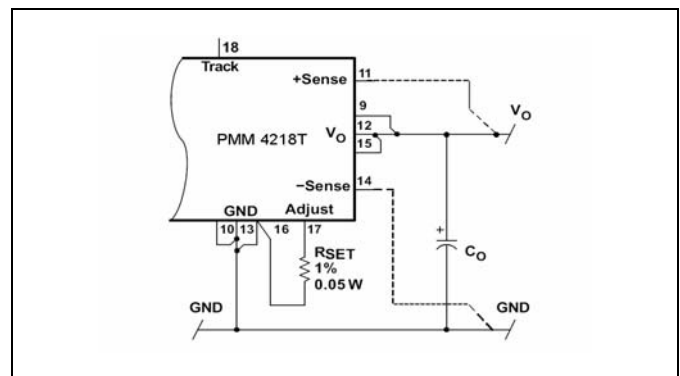 18
Track
+Sense
11
9
PMM 4218T
VO
12
15
VO
−Sense
14
GND
Adjust
10
13
16
17
RSET
1%
0.05 W
+
CO
GND
GND